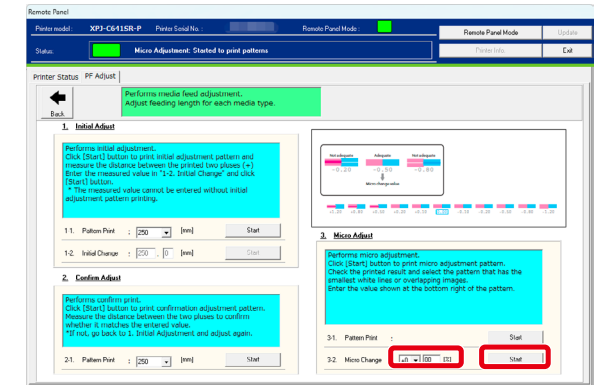 Remote Panel
Printer model : XPJ-C641SR-P Printer Serial No. : Remote Panel Mode :
Remote Panel Mode Update
Status: Micro Adjustment: Started to print patterns
Printer Info. Exit
Printer Status PF Adjust
Back
Performs media feed adjustment.
Adjust feeding length for each media type.
1. Initial Adjust
Performs initial adjustment.
Click [Start] button to print initial adjustment pattern and
measure the distance between the printed two pluses (+)
Enter the measured value in "1-2. Initial Change" and click
[Start] button.
* The measured value cannot be entered without initial
adjustment pattern printing.
1-1. Pattern Print : 250 [mm] Start
1-2. Initial Change : 250 . 0 [mm] Start
2. Confirm Adjust
Performs confirm print.
Click [Start] button to print confirmation adjustment pattern.
Measure the distance between the two pluses to confirm
whether it matches the entered value.
*If not, go back to 1. Initial Adjustment and adjust again.
2-1. Pattern Print : 250 [mm] Start
Not adequate Adequate Not adequate
-0.20 -0.50 -0.80
Micro change value
3. Micro Adjust
Performs micro adjustment.
Click [Start] button to print micro adjustment pattern.
Check the printed result and select the pattern that has the
smallest white lines or overlapping images.
Enter the value shown at the bottom right of the pattern.
3-1. Pattern Print : Start
3-2. Micro Change +0 00 [%] Start